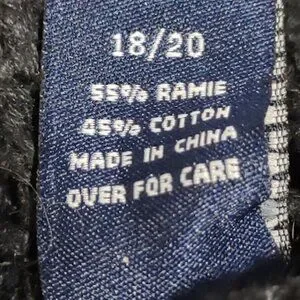 18/20
55% RAMIE
45% COTTON
MADE IN CHINA
OVER FOR CARE